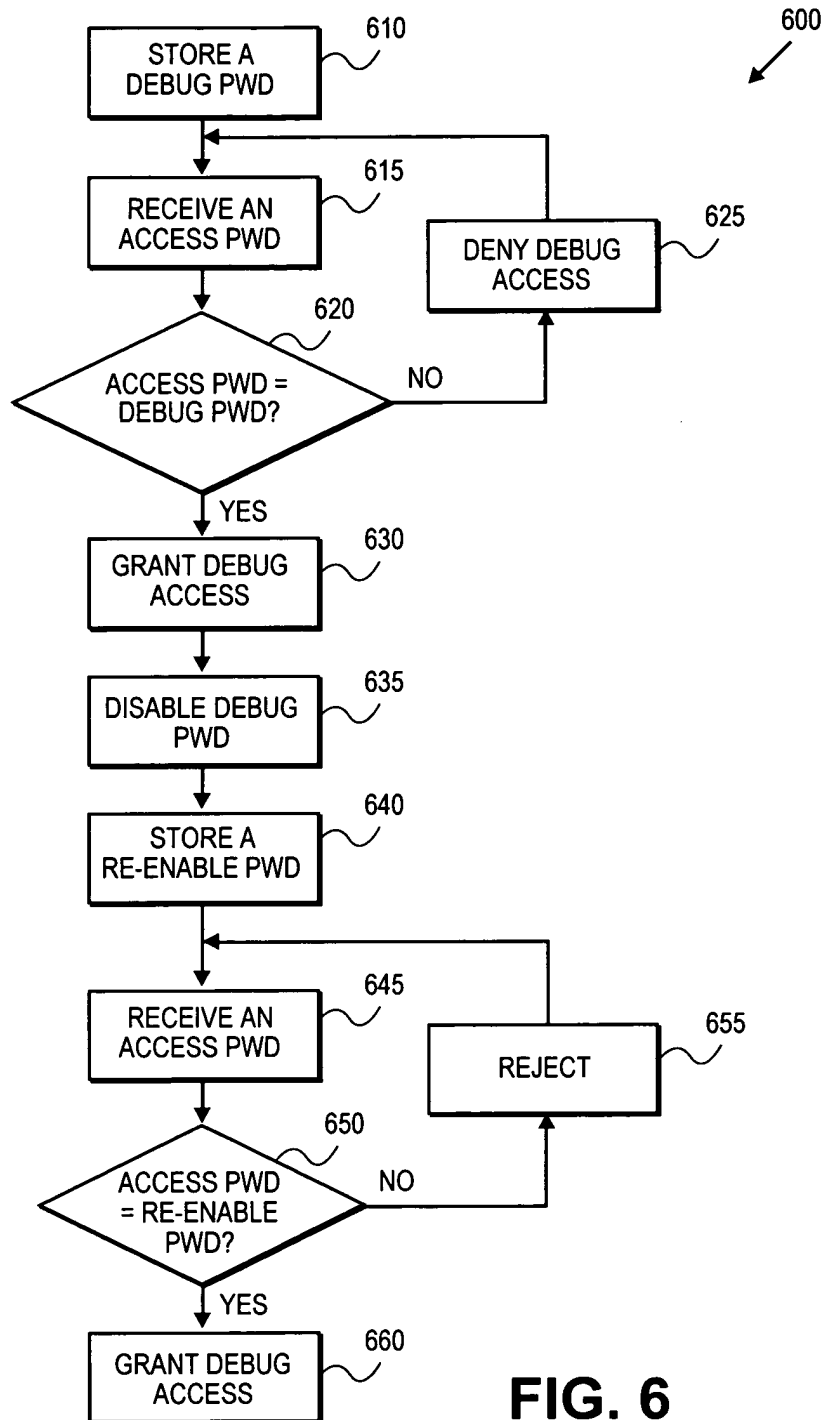 600
610
STORE A
DEBUG PWD
615
RECEIVE AN
ACCESS PWD
625
DENY DEBUG
ACCESS
620
ACCESS PWD =
DEBUG PWD?
NO
YES
630
GRANT DEBUG
ACCESS
635
DISABLE DEBUG
PWD
640
STORE A
RE-ENABLE PWD
645
RECEIVE AN
ACCESS PWD
655
REJECT
650
ACCESS PWD
= RE-ENABLE
PWD?
NO
YES
660
GRANT DEBUG
ACCESS
FIG. 6